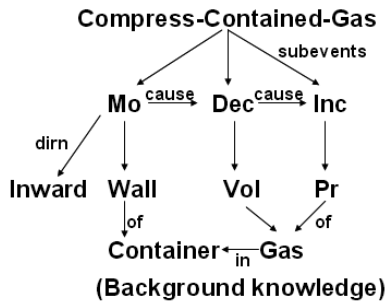 Compress-Contained-Gas
subevents
Mo cause Dec cause Inc
dirn
Inward Wall Vol Pr
of of
Container in Gas
(Background knowledge)